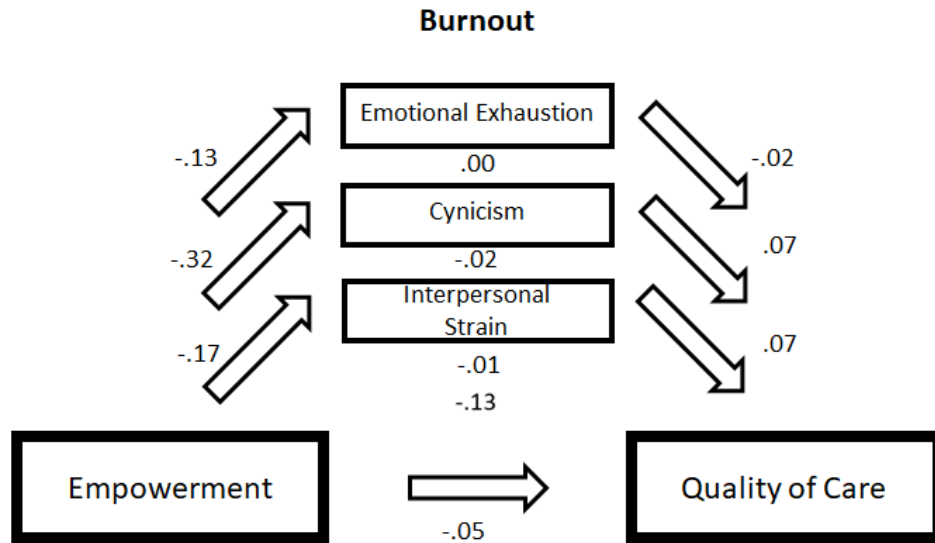 Burnout
Emotional Exhaustion
-.13
.00
-.02
Cynicism
-.32
-.02
.07
Interpersonal
Strain
-.17
-.01
.07
-.13
Empowerment
Quality of Care
-.05